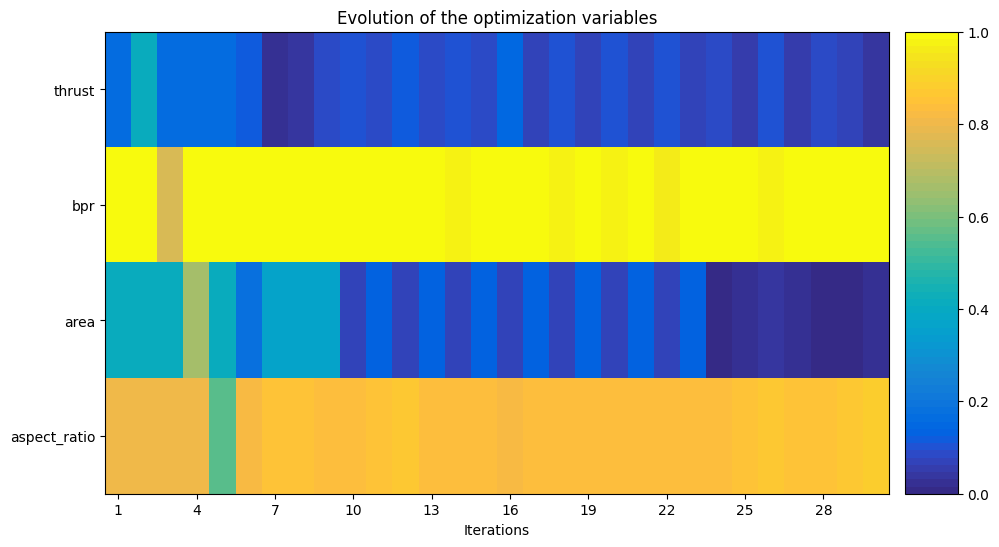 Evolution of the optimization variables
thrust
bpr
area
aspect_ratio
1 4 7 10 13 16 19 22 25 28
Iterations
1.0
0.8
0.6
0.4
0.2
0.0